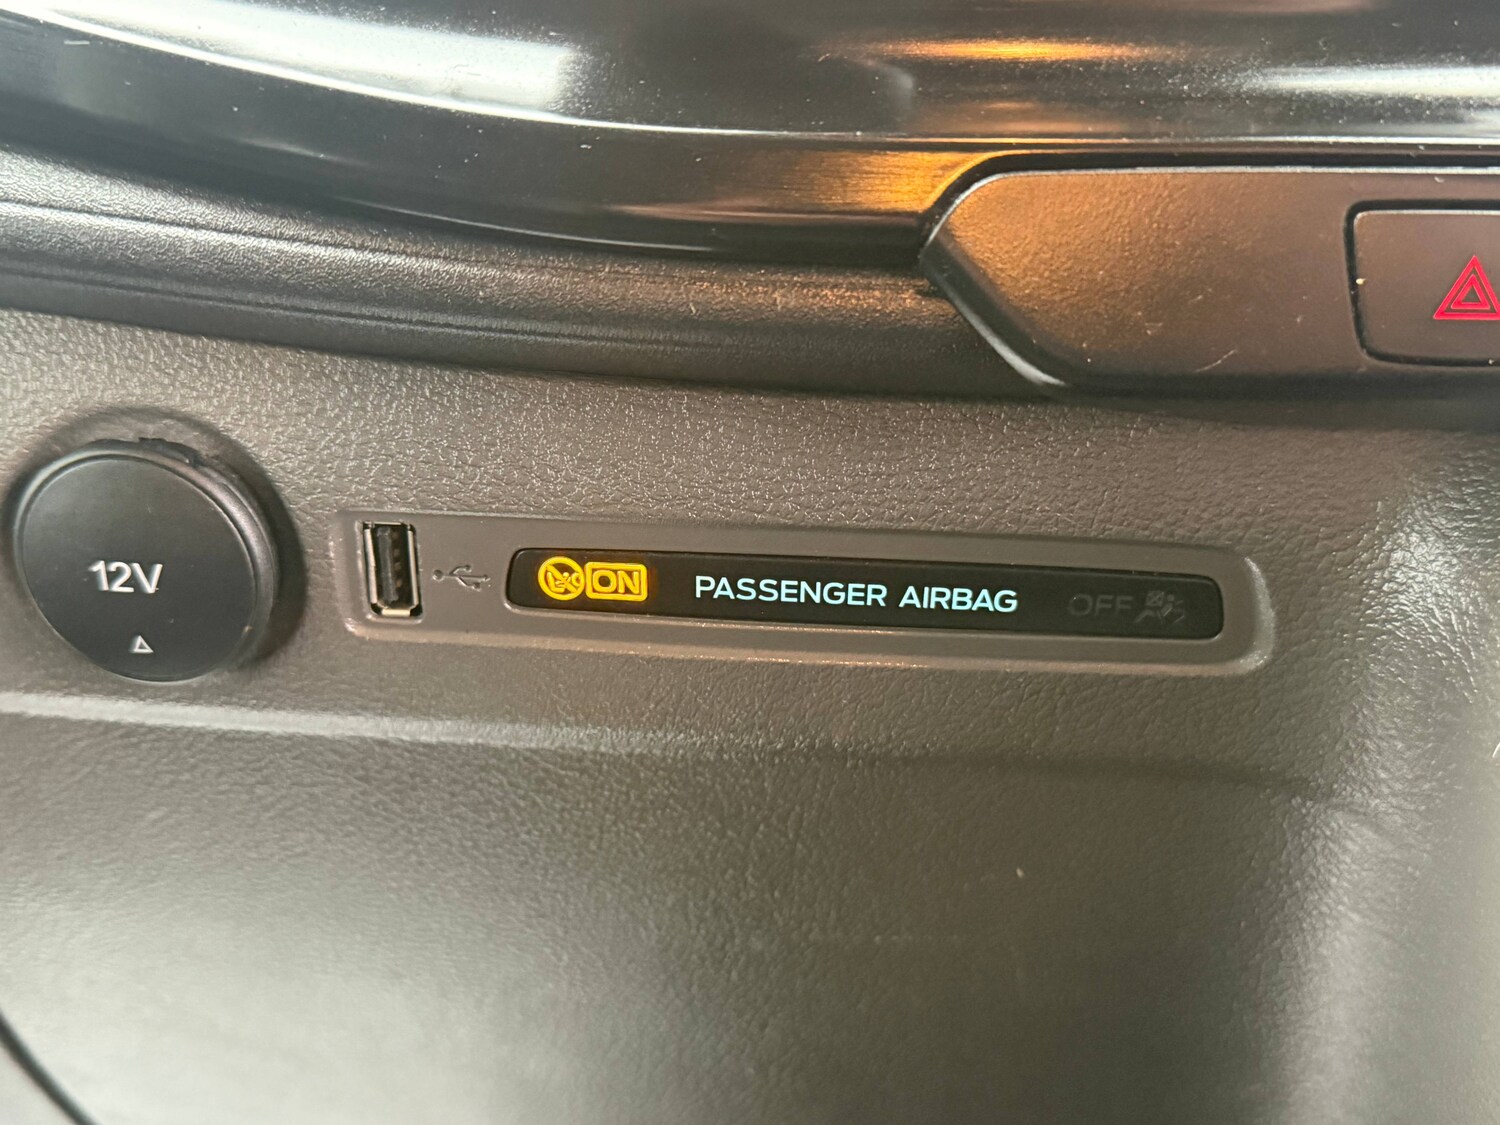 12V
ON PASSENGER AIRBAG OFF